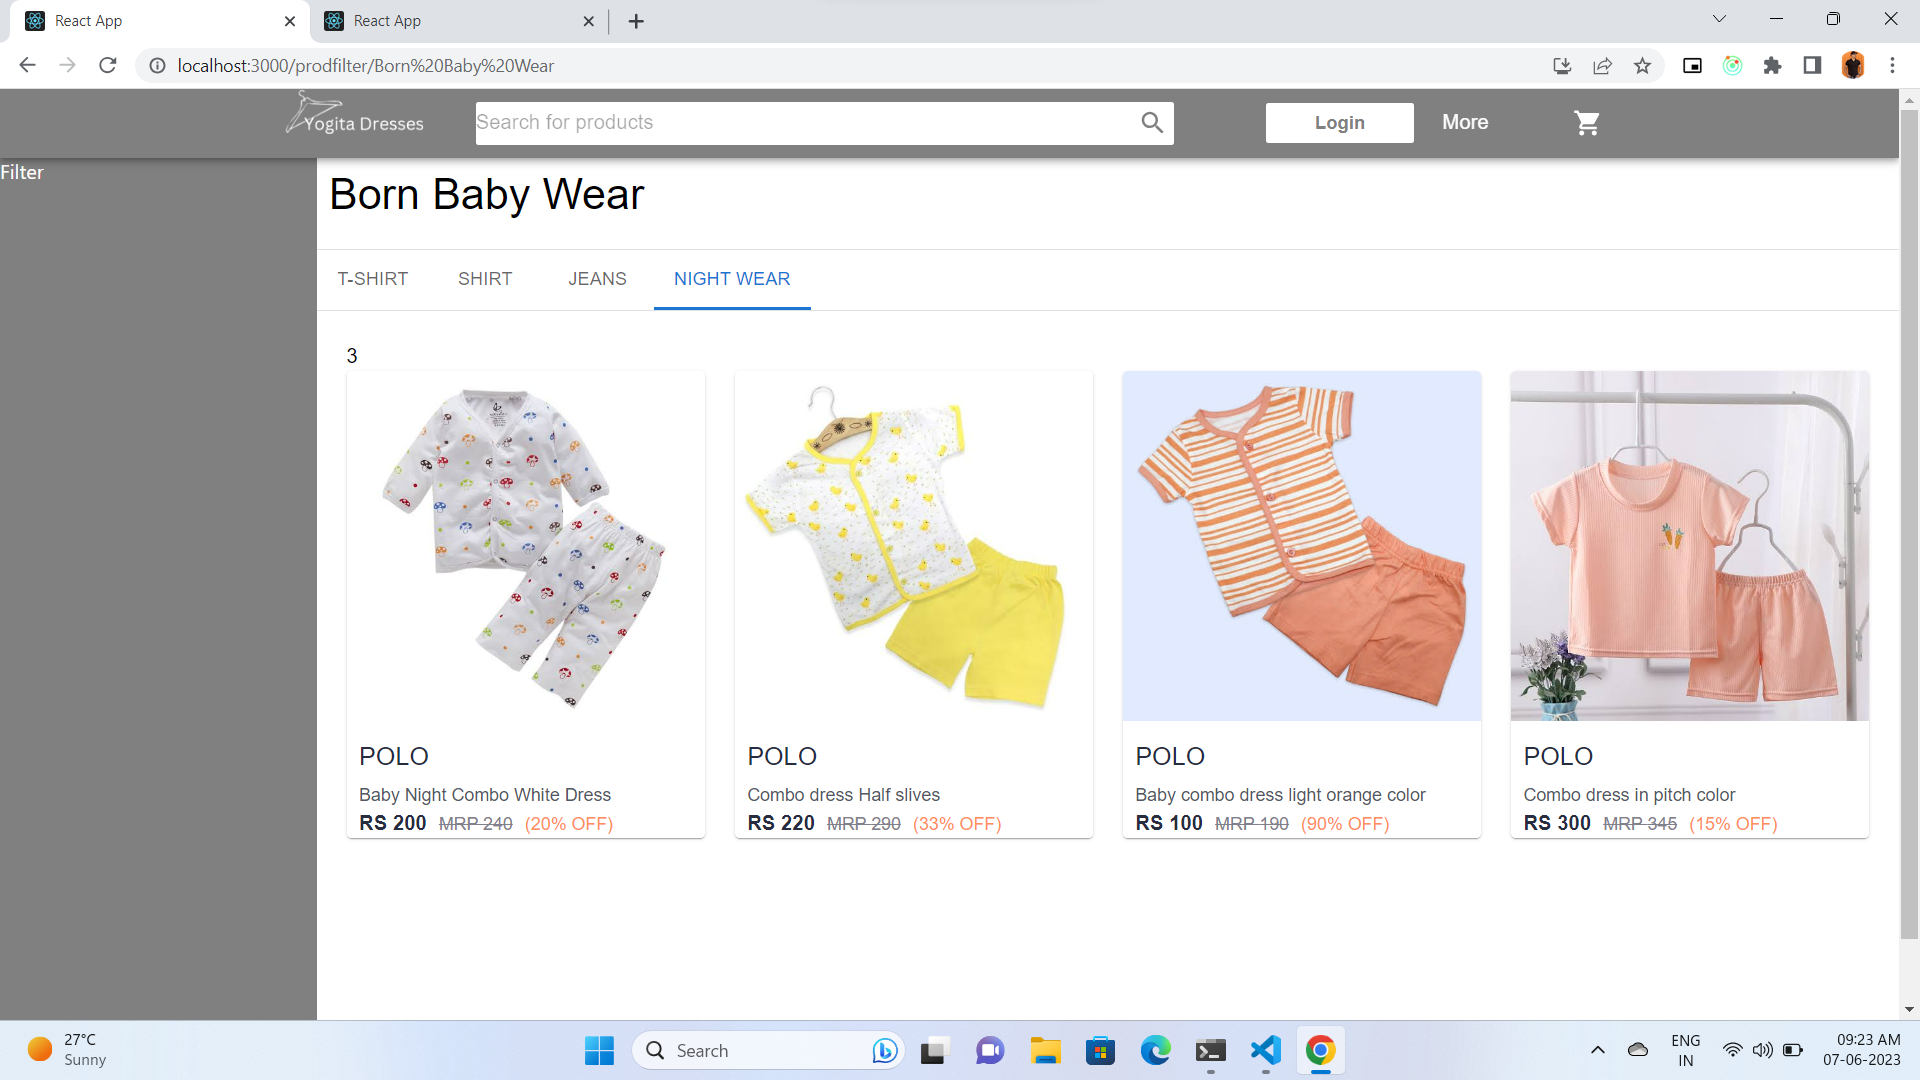 React App
React App
localhost:3000/prodfilter/Born%20Baby%20Wear
Yogita Dresses
Search for products
Login
More
Filter
Born Baby Wear
T-SHIRT SHIRT JEANS NIGHT WEAR
3
POLO
Baby Night Combo White Dress
RS 200 MRP 240 (20% OFF)
POLO
Combo dress Half slives
RS 220 MRP 290 (33% OFF)
POLO
Baby combo dress light orange color
RS 100 MRP 190 (90% OFF)
POLO
Combo dress in pitch color
RS 300 MRP 345 (15% OFF)
27°C
Sunny
Search
ENG
IN
09:23 AM
07-06-2023